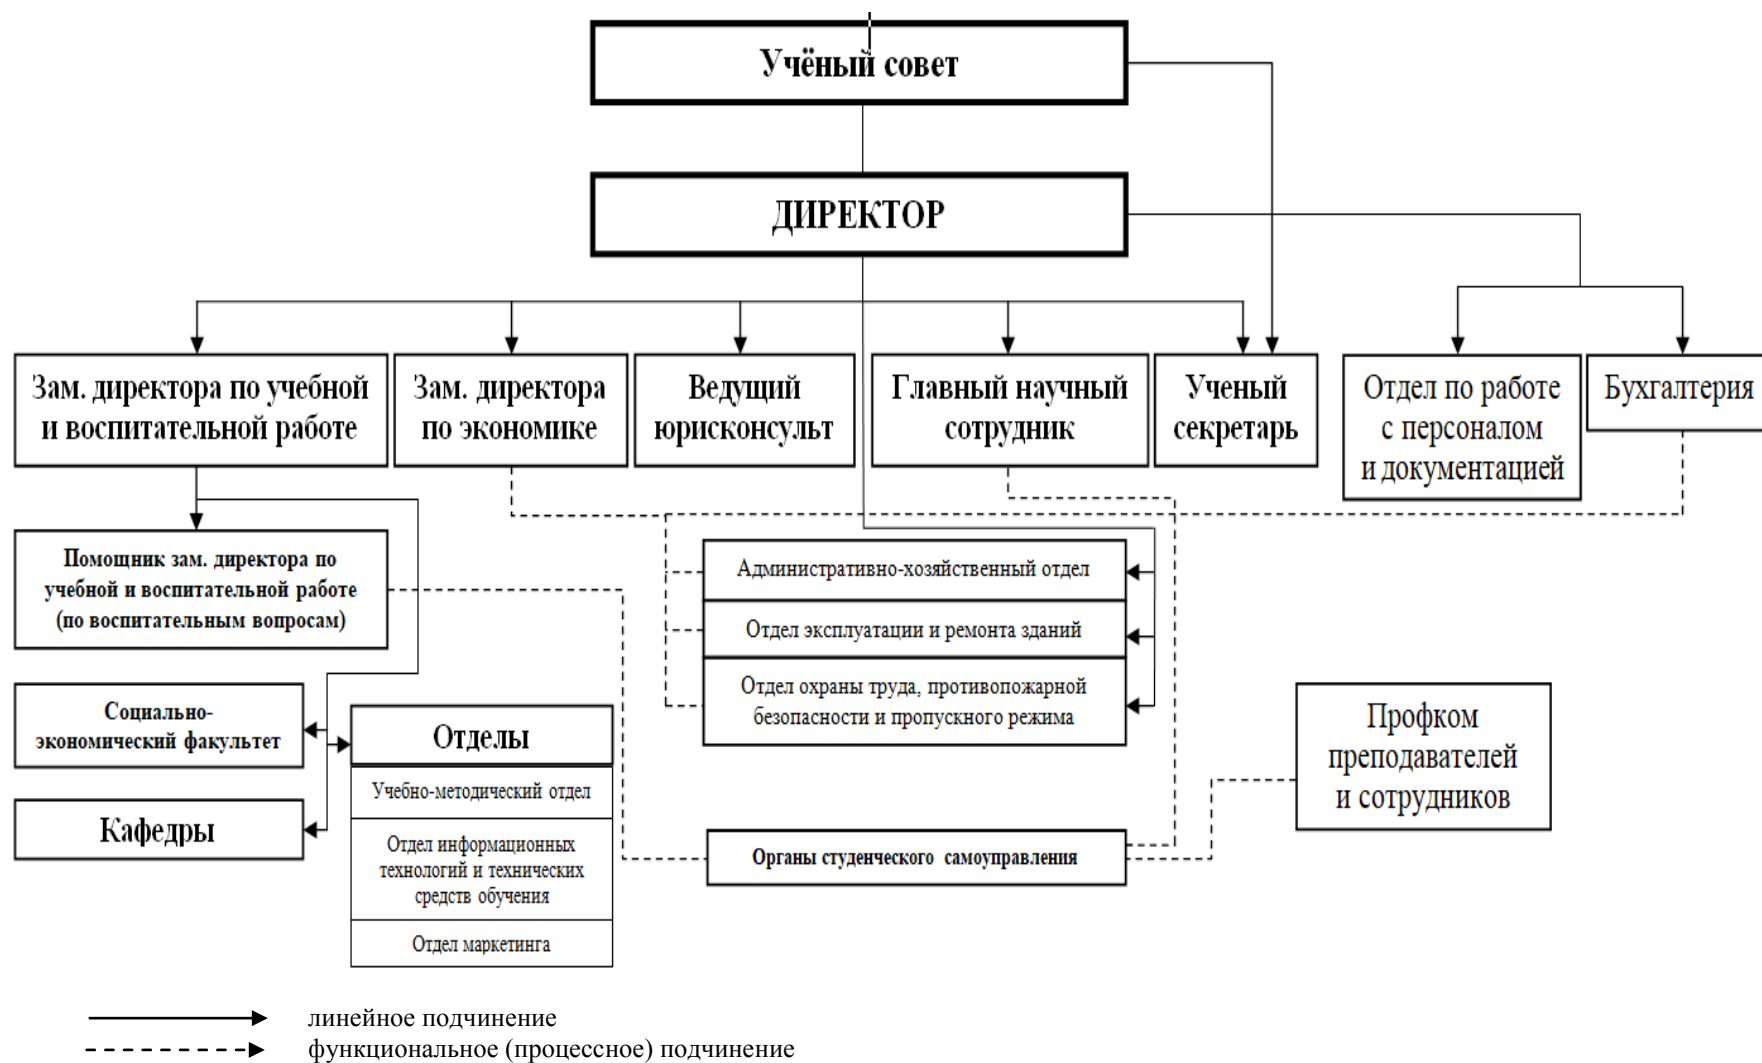 Учёный совет
ДИРЕКТОР
Зам. директора по учебной
и воспитательной работе
Зам. директора
по экономике
Ведущий
юрисконсульт
Главный научный
сотрудник
Ученый
секретарь
Отдел по работе
с персоналом
и документацией
Бухгалтерия
Помощник зам. директора по
учебной и воспитательной работе
(по воспитательным вопросам)
Административно-хозяйственный отдел
Отдел эксплуатации и ремонта зданий
Отдел охраны труда, противопожарной
безопасности и пропускного режима
Социально-
экономический факультет
Кафедры
Отделы
Учебно-методический отдел
Отдел информационных
технологий и технических
средств обучения
Отдел маркетинга
Органы студенческого самоуправления
Профком
преподавателей
и сотрудников
линейное подчинение
функциональное (процессное) подчинение